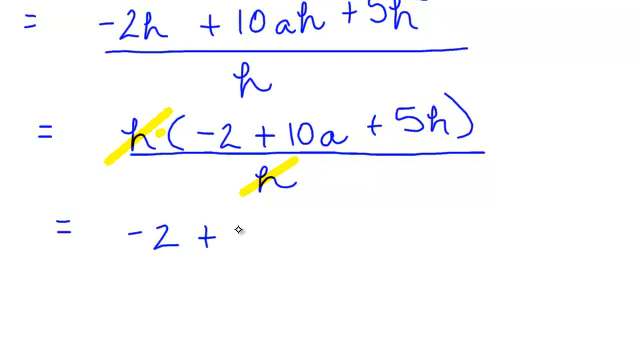 = -2h + 10ah + 5h
h
= h · ( -2 + 10a + 5h )
h
= -2 +